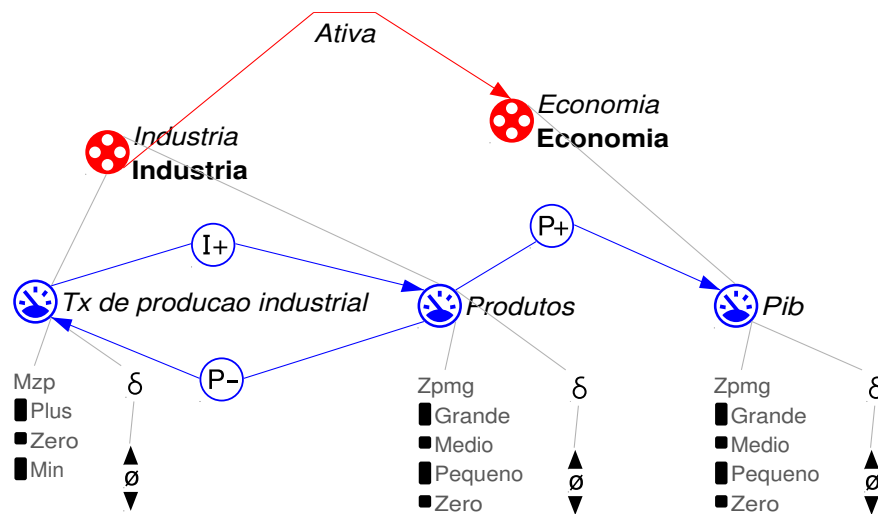 Ativa
Economia
Economia
Industria
Industria
P+
I+
Tx de producao industrial
Produtos
Pib
P-
Mzp
δ
Plus
Zero
Min
ø
Zpmg
δ
Grande
Medio
Pequeno
Zero
ø
Zpmg
δ
Grande
Medio
Pequeno
Zero
ø